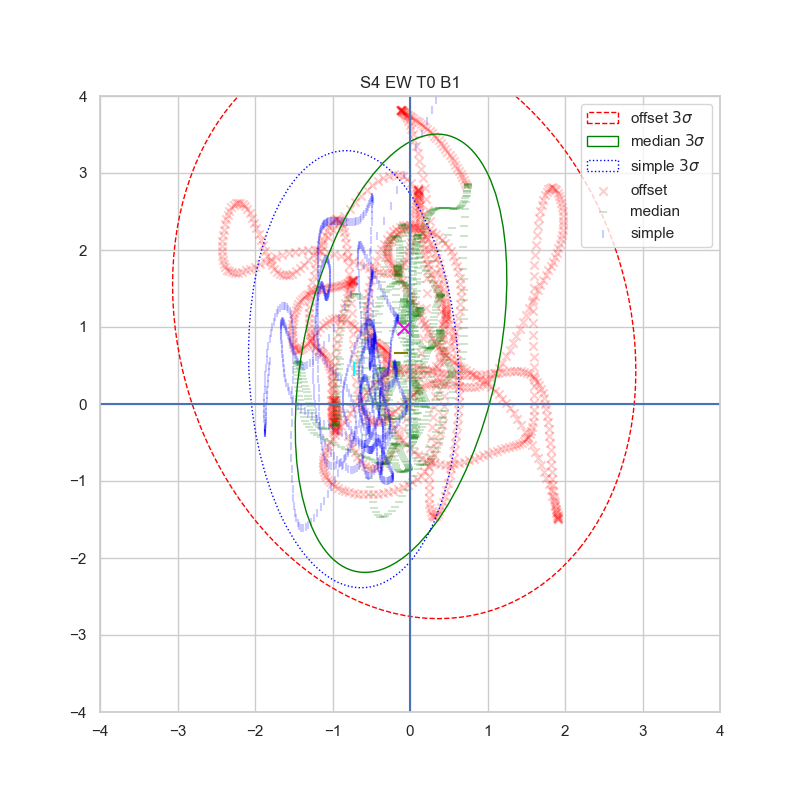 S4 EW T0 B1
offset 3σ
median 3σ
simple 3σ
offset
median
simple
4
3
2
1
0
−1
−2
−3
−4
−4 −3 −2 −1 0 1 2 3 4